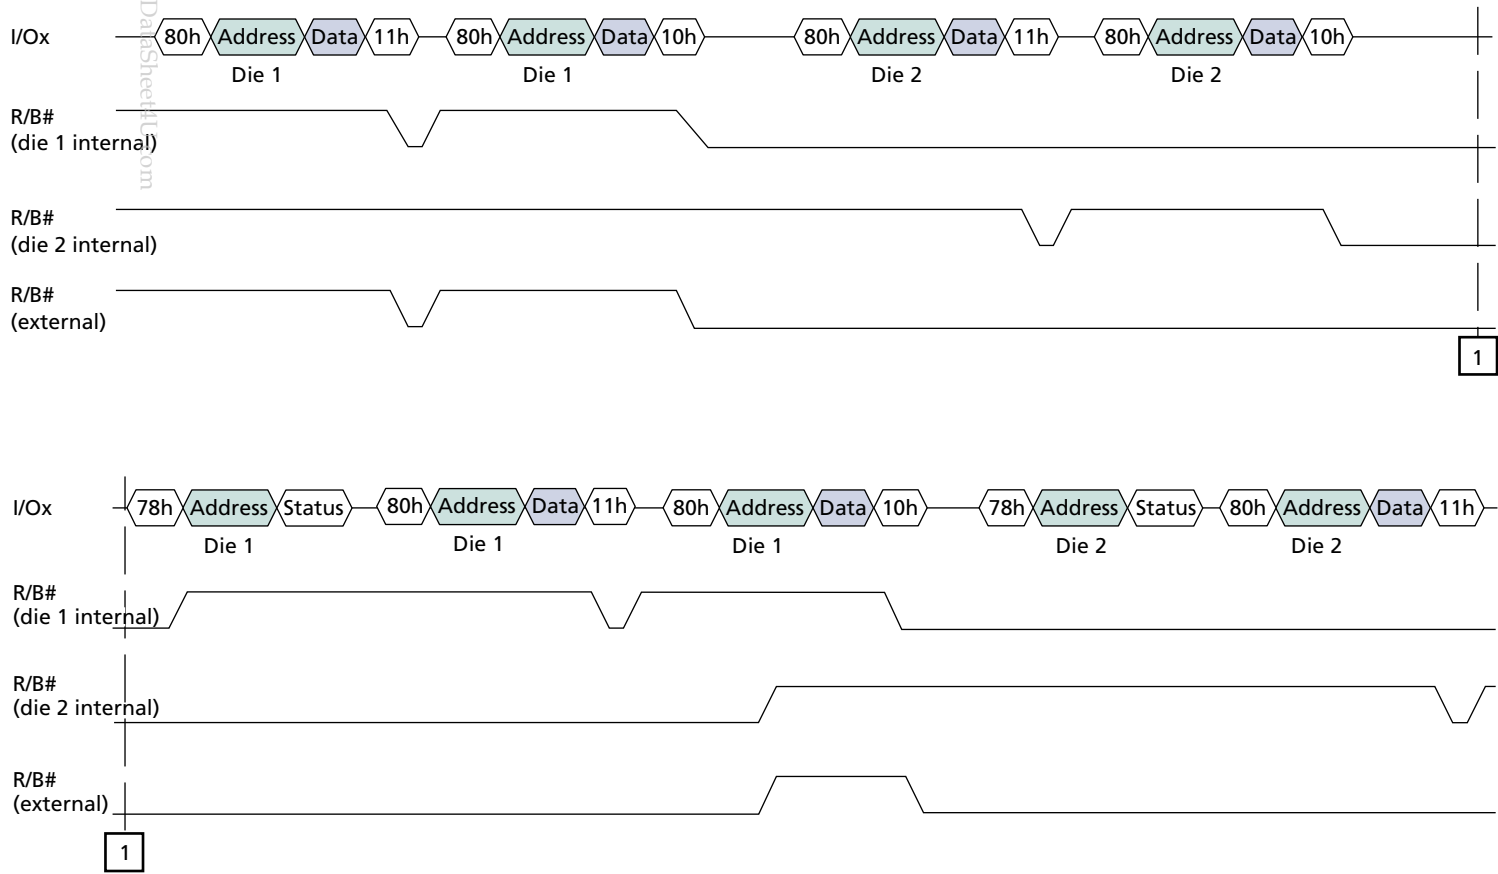 DataSheet4U.com
I/Ox 80h Address Data 11h 80h Address Data 10h 80h Address Data 11h 80h Address Data 10h
Die 1 Die 1 Die 2 Die 2
R/B#
(die 1 internal)
R/B#
(die 2 internal)
R/B#
(external)
1
I/Ox 78h Address Status 80h Address Data 11h 80h Address Data 10h 78h Address Status 80h Address Data 11h
Die 1 Die 1 Die 1 Die 2 Die 2
R/B#
(die 1 internal)
R/B#
(die 2 internal)
R/B#
(external)
1